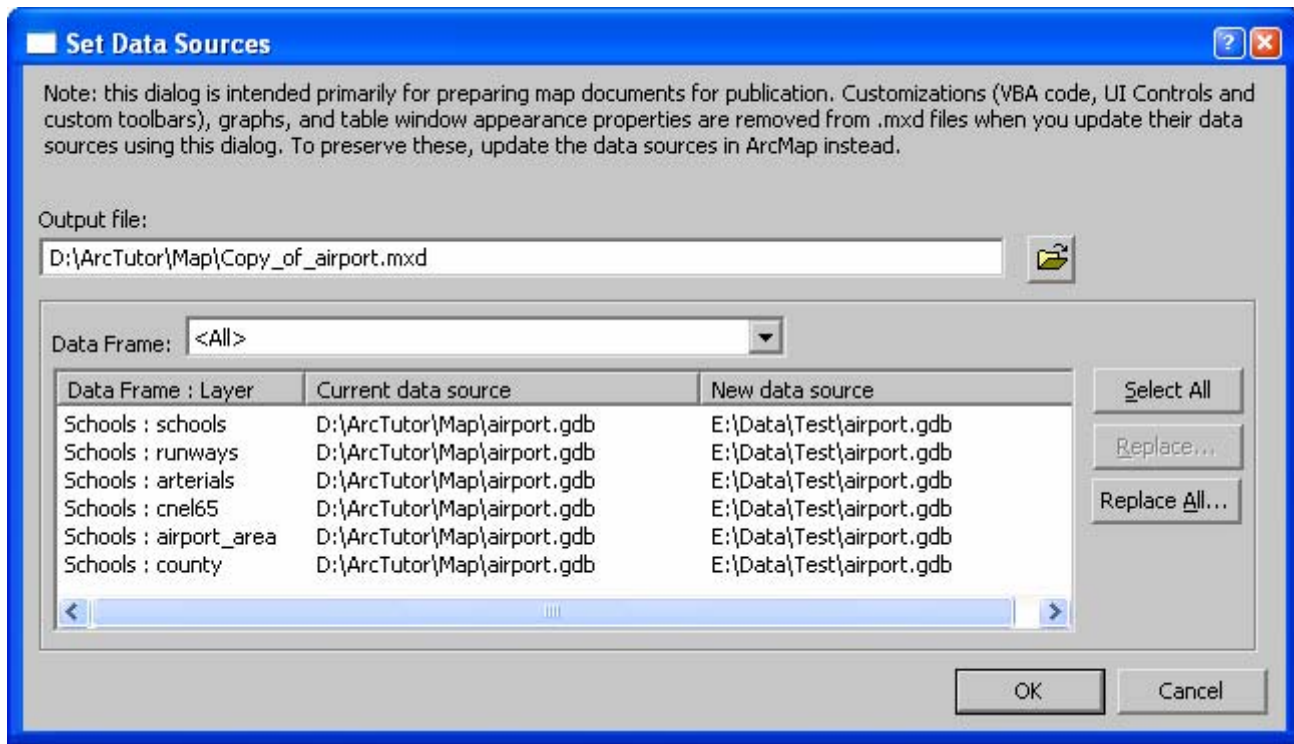 Set Data Sources
Note: this dialog is intended primarily for preparing map documents for publication. Customizations (VBA code, UI Controls and
custom toolbars), graphs, and table window appearance properties are removed from .mxd files when you update their data
sources using this dialog. To preserve these, update the data sources in ArcMap instead.
Output file:
D:\ArcTutor\Map\Copy_of_airport.mxd
Data Frame: <All>
Data Frame : Layer Current data source New data source
Schools : schools D:\ArcTutor\Map\airport.gdb E:\Data\Test\airport.gdb
Schools : runways D:\ArcTutor\Map\airport.gdb E:\Data\Test\airport.gdb
Schools : arterials D:\ArcTutor\Map\airport.gdb E:\Data\Test\airport.gdb
Schools : cnel65 D:\ArcTutor\Map\airport.gdb E:\Data\Test\airport.gdb
Schools : airport_area D:\ArcTutor\Map\airport.gdb E:\Data\Test\airport.gdb
Schools : county D:\ArcTutor\Map\airport.gdb E:\Data\Test\airport.gdb
Select All
Replace...
Replace All...
OK Cancel